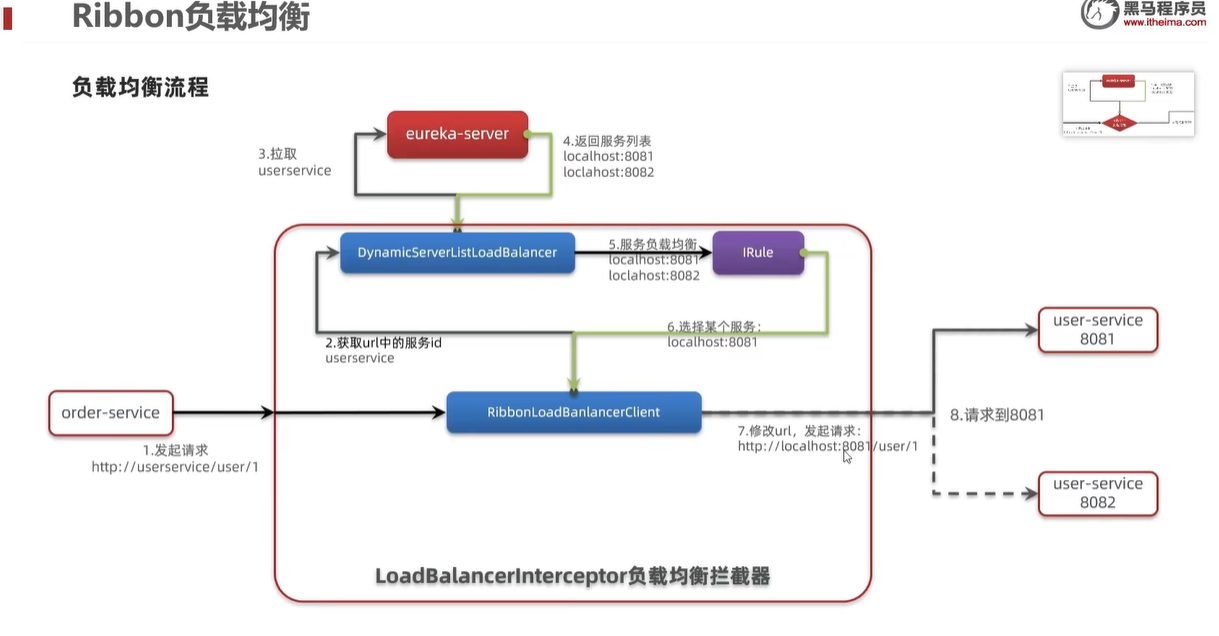 Ribbon负载均衡
黑马程序员
www.itheima.com
负载均衡流程
eureka-server
3.拉取
userservice
4.返回服务列表
localhost:8081
loclahost:8082
DynamicServerListLoadBalancer
5.服务负载均衡
localhost:8081
loclahost:8082
IRule
2.获取url中的服务id
userservice
6.选择某个服务：
localhost:8081
user-service
8081
order-service
RibbonLoadBanlancerClient
8.请求到8081
1.发起请求
http://userservice/user/1
7.修改url，发起请求：
http://localhost:8081/user/1
user-service
8082
LoadBalancerInterceptor负载均衡拦截器